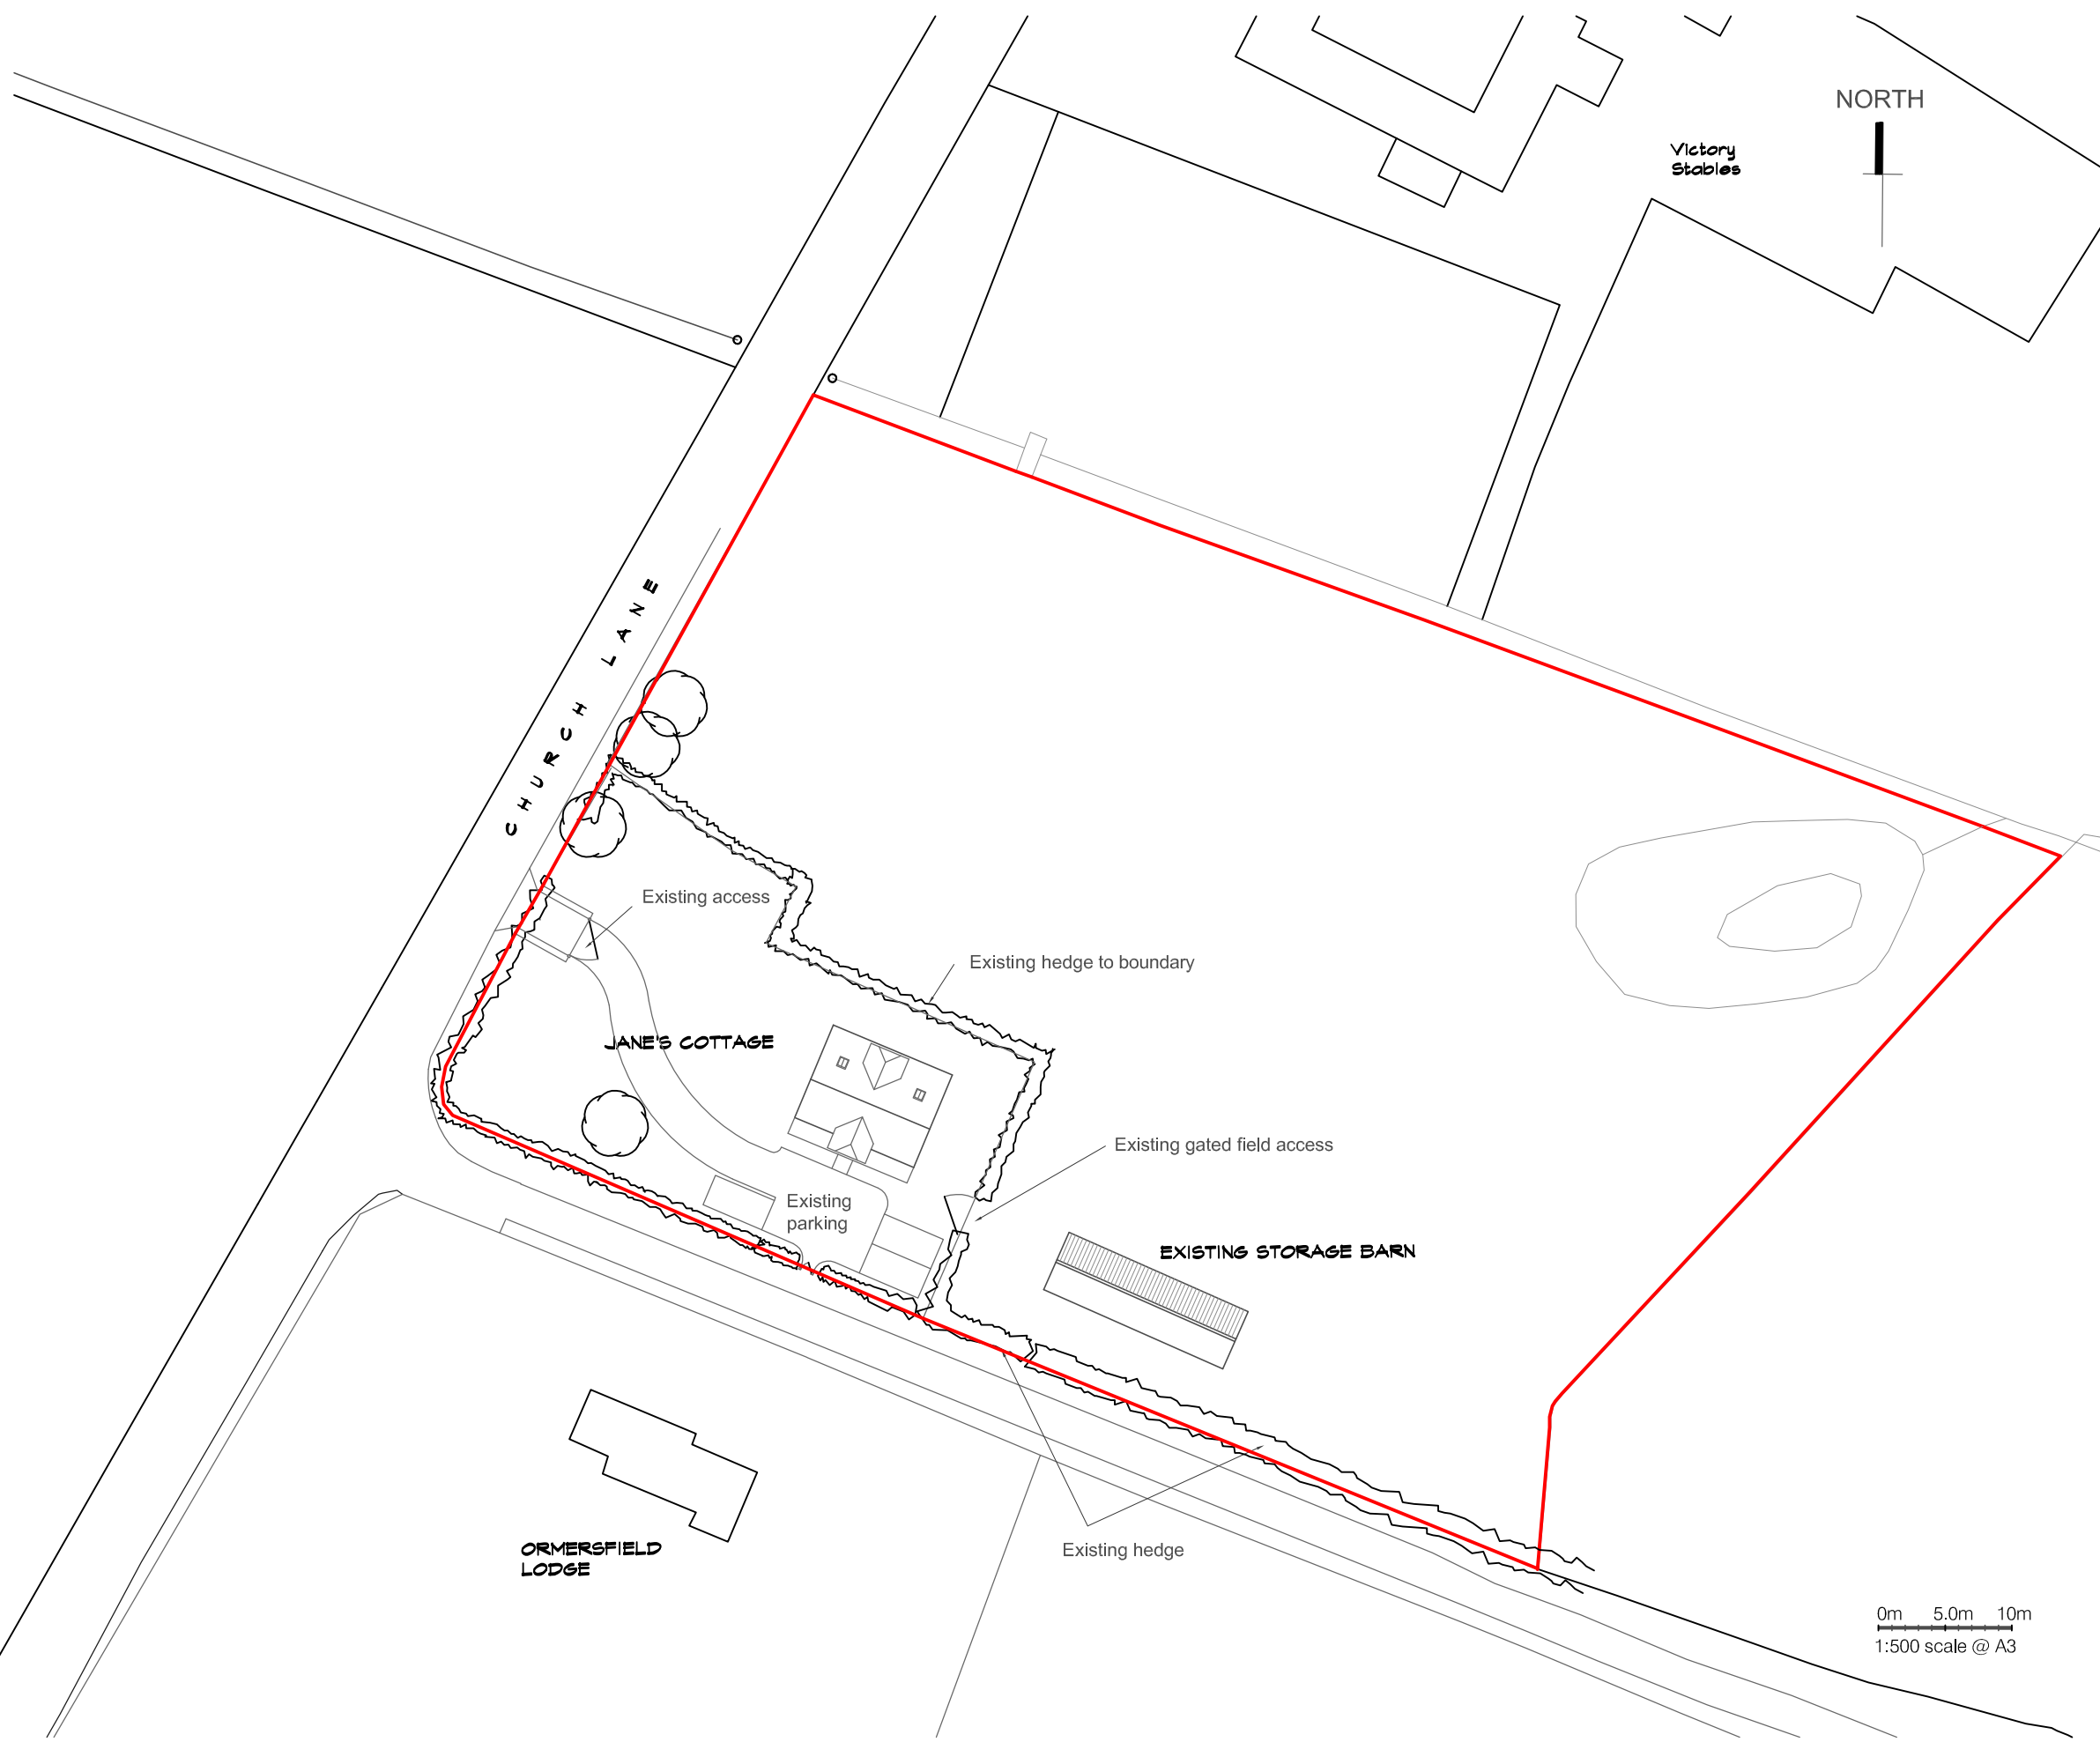 NORTH
Victory
Stables
CHURCH LANE
Existing access
Existing hedge to boundary
JANE'S COTTAGE
Existing gated field access
Existing
parking
EXISTING STORAGE BARN
ORMERSFIELD
LODGE
Existing hedge
0m 5.0m 10m
1:500 scale @ A3